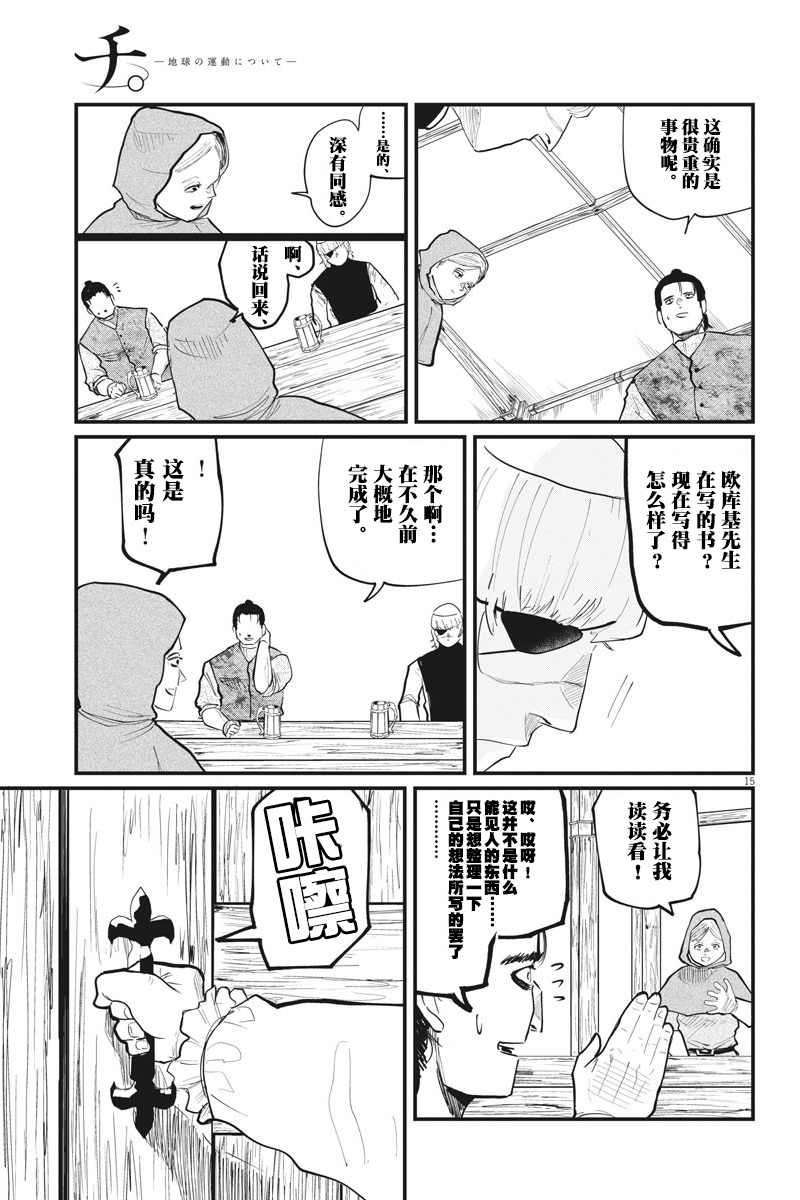 チ。
—地球の運動について—
这确实是
很贵重的
事物呢。
……是的、
深有同感。
啊、
话说回来、
欧库基先生
在写的书？
现在写得
怎么样了？
那个啊…
在不久前
大概地
完成了。
！
这是
真的吗！
15
务必让我
读读看！
哎、哎呀！
这并不是什么
能见人的东西……
只是想整理一下
自己的想法所写的罢了
…………
咔嚓